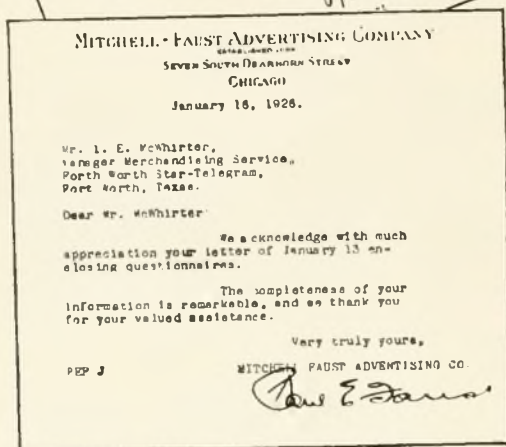 MITCHELL-FAUST ADVERTISING COMPANY
ESTABLISHED
SEVEN SOUTH DEARBORN STREET
CHICAGO
January 16, 1926.
Mr. I. E. McWhirter,
Manager Merchandising Service,
Forth Worth Star-Telegram,
Fort Worth, Texas.
Dear Mr. McWhirter
We acknowledge with much
appreciation your letter of January 13 en-
closing questionnaires.
The completeness of your
information is remarkable, and we thank you
for your valued assistance.
Very truly yours,
PEP J
MITCHELL FAUST ADVERTISING CO.
Paul E Faust